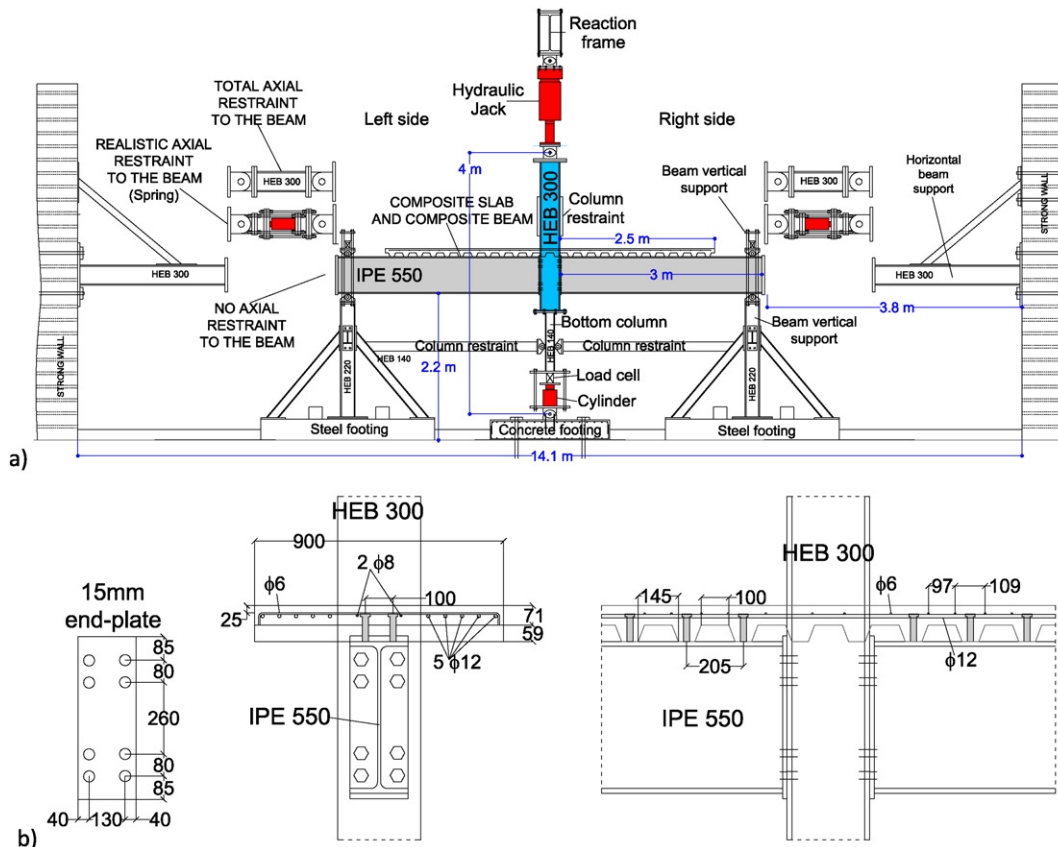 Reaction
frame
Hydraulic
Jack
Left side
Right side
TOTAL AXIAL
RESTRAINT
TO THE BEAM
REALISTIC AXIAL
RESTRAINT
TO THE BEAM
(Spring)
HEB 300
4 m
HEB 300
Column
restraint
COMPOSITE SLAB
AND COMPOSITE BEAM
Beam vertical
support
HEB 300
Horizontal
beam
support
STRONG WALL
2.5 m
HEB 300
IPE 550
3 m
HEB 300
3.8 m
NO AXIAL
RESTRAINT
TO THE BEAM
Bottom column
Beam vertical
support
STRONG WALL
HEB 220
HEB 140
Column restraint
HEB 140
Column restraint
2.2 m
Load cell
Cylinder
HEB 220
Steel footing
Concrete footing
Steel footing
14.1 m
a)
HEB 300
900
2 ϕ8
ϕ6
100
25
71
59
5 ϕ12
IPE 550
15mm
end-plate
85
80
260
80
85
40
130
40
HEB 300
145
100
ϕ6
97
109
205
ϕ12
IPE 550
b)